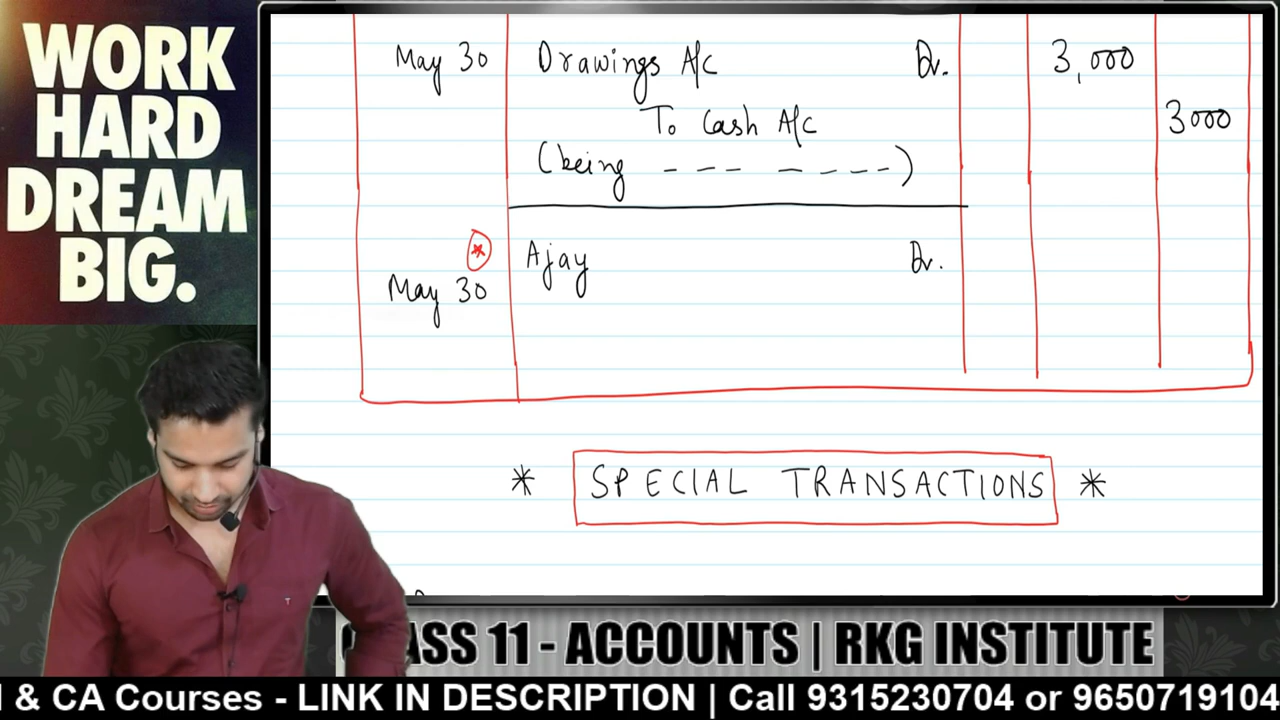 WORK
HARD
DREAM
BIG.
May 30 Drawings A/c Dr. 3,000
To Cash A/c 3000
(being --- -----)
* Ajay Dr.
May 30
* SPECIAL TRANSACTIONS *
ASS 11 - ACCOUNTS | RKG INSTITUTE
& CA Courses - LINK IN DESCRIPTION | Call 9315230704 or 9650719104